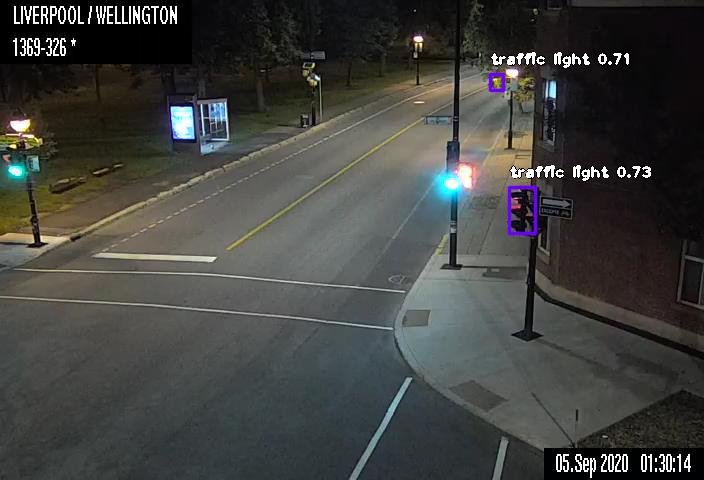 LIVERPOOL / WELLINGTON
1369-326 *
traffic light 0.71
traffic light 0.73
05.Sep 2020 01:30:14